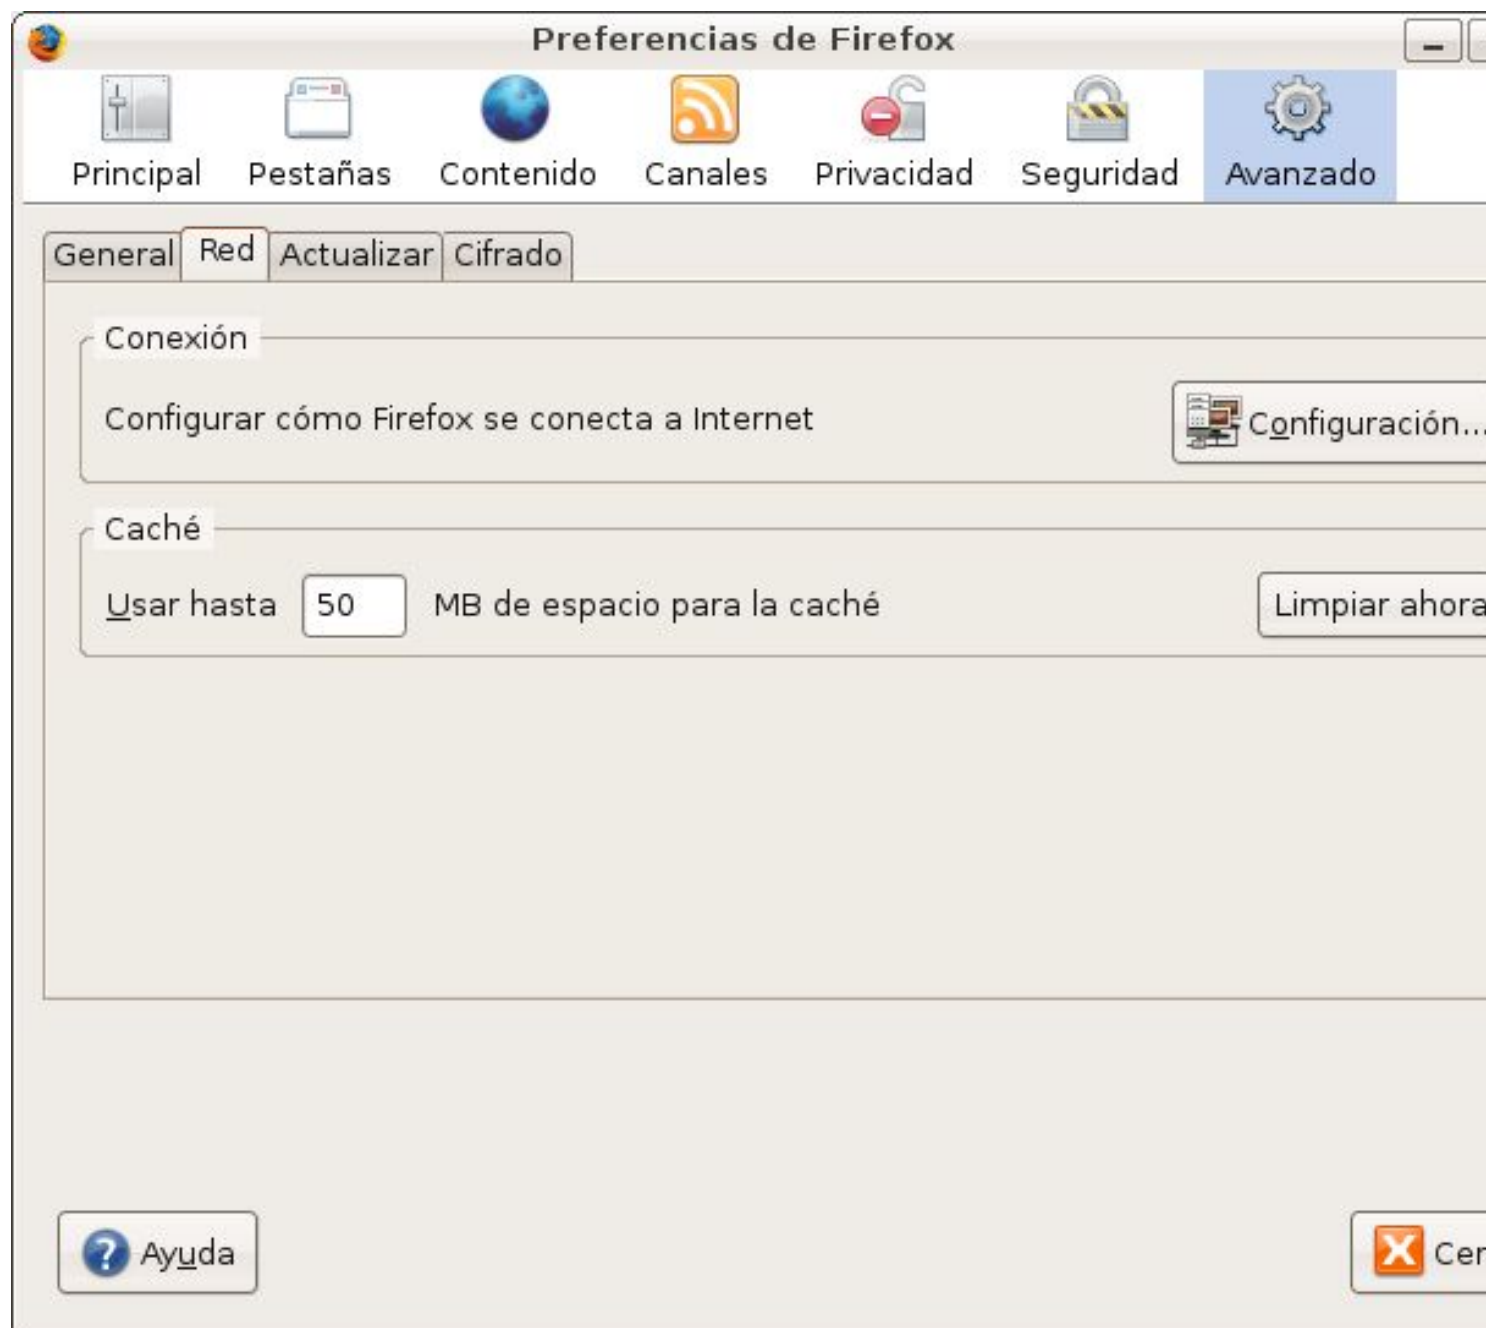 Preferencias de Firefox
Principal Pestañas Contenido Canales Privacidad Seguridad Avanzado
General Red Actualizar Cifrado
Conexión
Configurar cómo Firefox se conecta a Internet Configuración...
Caché
Usar hasta 50 MB de espacio para la caché Limpiar ahora
Ayuda Cer